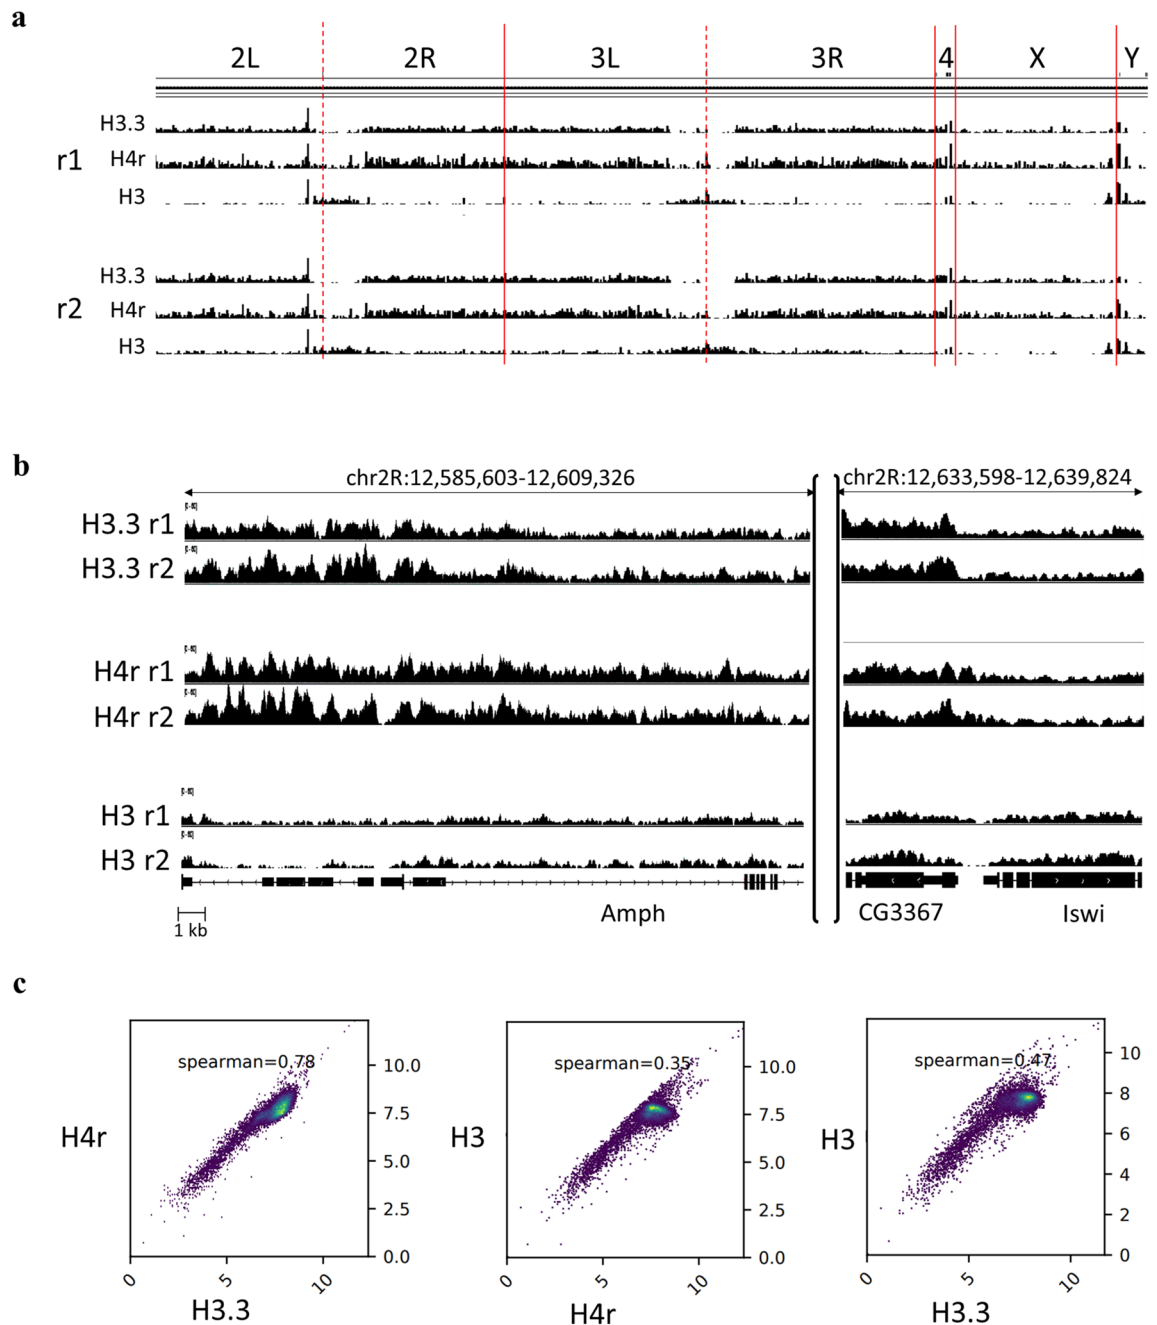 a
2L 2R 3L 3R 4 X Y
H3.3
r1 H4r
H3
H3.3
r2 H4r
H3
b
chr2R:12,585,603-12,609,326 chr2R:12,633,598-12,639,824
H3.3 r1
H3.3 r2
H4r r1
H4r r2
H3 r1
H3 r2
Amph CG3367 Iswi
1 kb
c
spearman=0.78
10.0
7.5
5.0
2.5
0.0
H4r
0 5 10
H3.3
spearman=0.35
10.0
7.5
5.0
2.5
0.0
H3
0 5 10
H4r
spearman=0.47
10
8
6
4
2
0
H3
0 5 10
H3.3